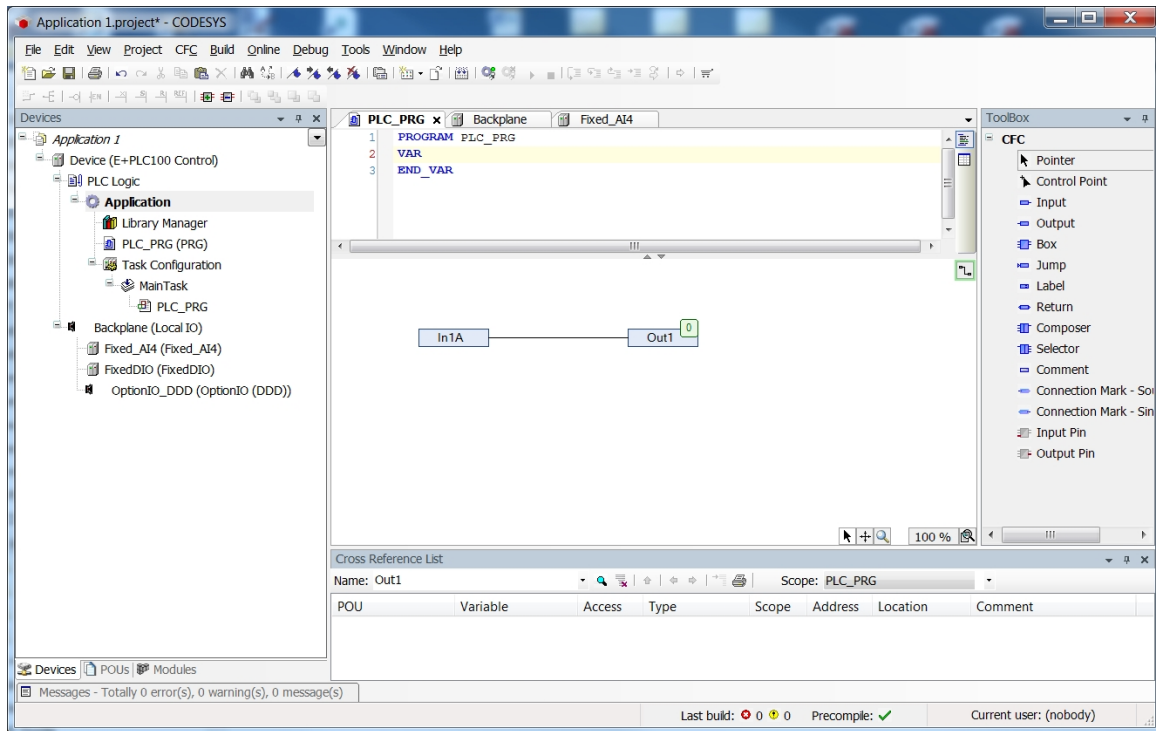 Application 1.project* - CODESYS
File Edit View Project CFC Build Online Debug Tools Window Help
Devices
Application 1
Device (E+PLC100 Control)
PLC Logic
Application
Library Manager
PLC_PRG (PRG)
Task Configuration
MainTask
PLC_PRG
Backplane (Local IO)
Fixed_AI4 (Fixed_AI4)
FixedDIO (FixedDIO)
OptionIO_DDD (OptionIO (DDD))
Devices POUs Modules
PLC_PRG x Backplane Fixed_AI4
1 PROGRAM PLC_PRG
2 VAR
3 END_VAR
In1A Out1 0
100 %
ToolBox
CFC
Pointer
Control Point
Input
Output
Box
Jump
Label
Return
Composer
Selector
Comment
Connection Mark - Sou
Connection Mark - Sin
Input Pin
Output Pin
Cross Reference List
Name: Out1 Scope: PLC_PRG
POU Variable Access Type Scope Address Location Comment
Messages - Totally 0 error(s), 0 warning(s), 0 message(s)
Last build: 0 0 Precompile: Current user: (nobody)